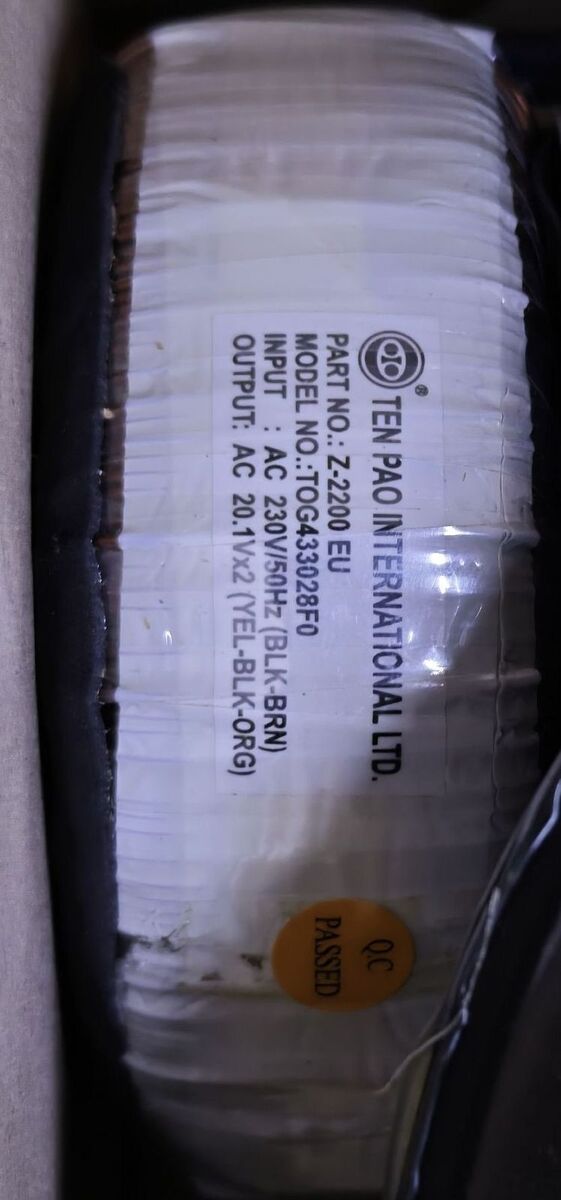 OTO ® TEN PAO INTERNATIONAL LTD.
PART NO.: Z-2200 EU
MODEL NO.:TOG433028F0
INPUT : AC 230V/50Hz (BLK-BRN)
OUTPUT: AC 20.1Vx2 (YEL-BLK-ORG)
Q.C
PASSED